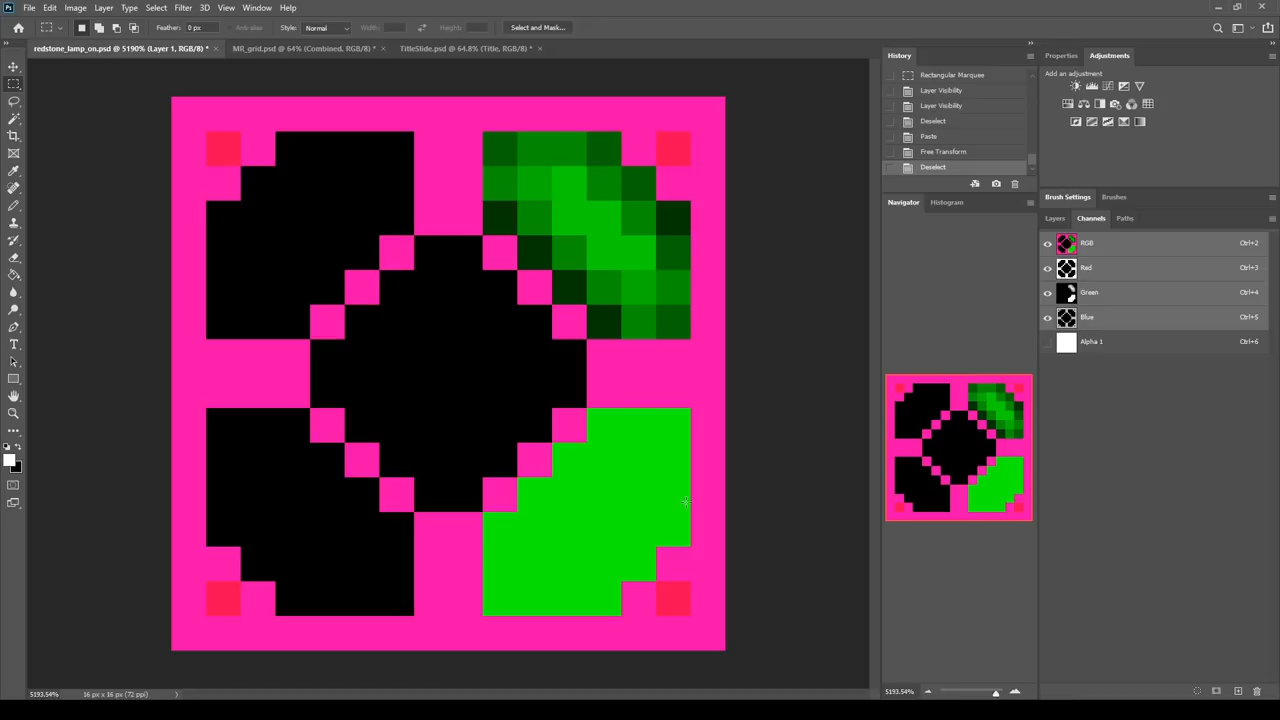 Ps File Edit Image Layer Type Select Filter 3D View Window Help
Feather: 0 px Anti-alias Style: Normal Width: Height: Select and Mask...
redstone_lamp_on.psd @ 5190% (Layer 1, RGB/8) * × MR_grid.psd @ 64% (Combined, RGB/8) * × TitleSlide.psd @ 64.8% (Title, RGB/8) * ×
History
Rectangular Marquee
Layer Visibility
Layer Visibility
Deselect
Paste
Free Transform
Deselect
Navigator Histogram
5193.54%
Properties Adjustments
Add an adjustment
Brush Settings Brushes
Layers Channels Paths
RGB Ctrl+2
Red Ctrl+3
Green Ctrl+4
Blue Ctrl+5
Alpha 1 Ctrl+6
5193.54% 16 px x 16 px (72 ppi)